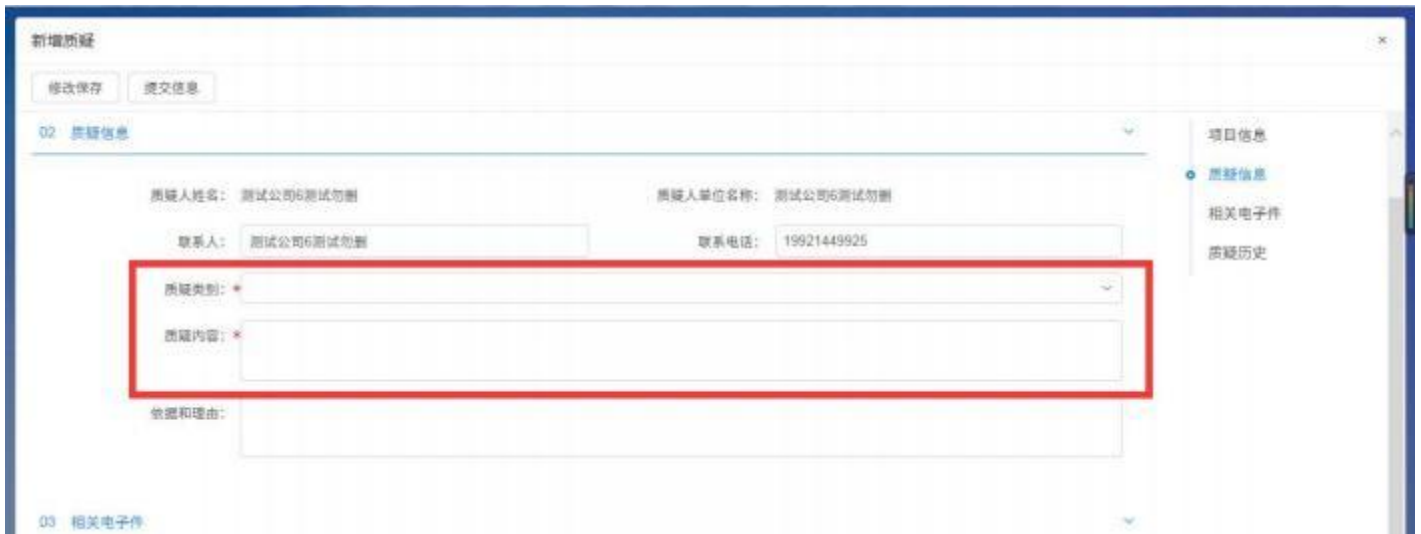 新增质疑
×
修改保存 提交信息
02 质疑信息
质疑人姓名： 测试公司6测试勿删 质疑人单位名称： 测试公司6测试勿删
联系人： 测试公司6测试勿删 联系电话： 19921449925
质疑类别：*
质疑内容：*
依据和理由：
03 相关电子件
项目信息
质疑信息
相关电子件
质疑历史